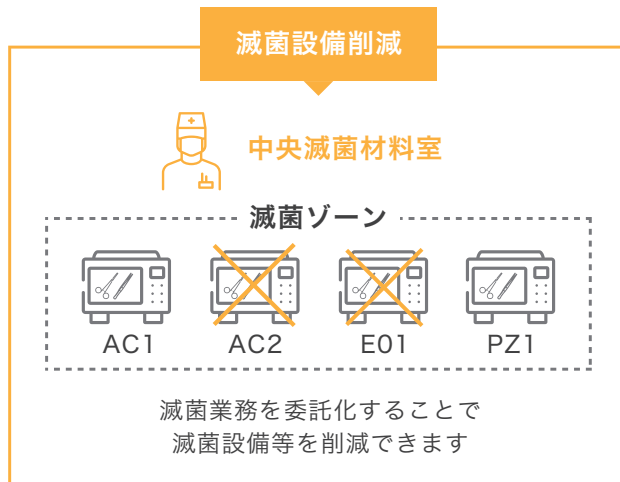 滅菌設備削減
中央滅菌材料室
滅菌ゾーン
AC1 AC2 E01 PZ1
滅菌業務を委託化することで
滅菌設備等を削減できます